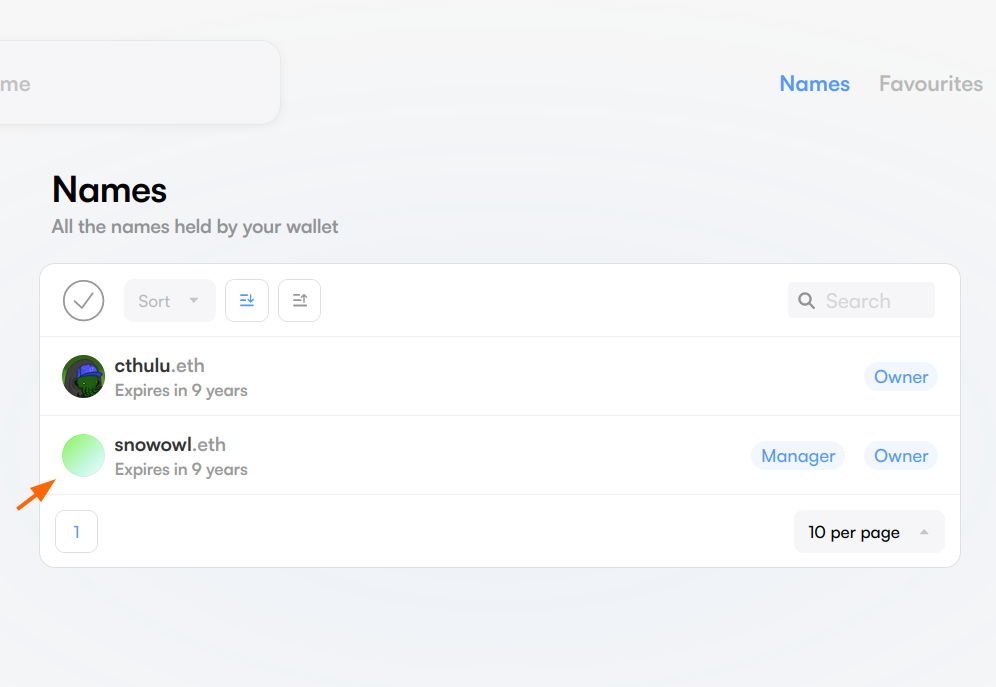 me
Names Favourites
Names
All the names held by your wallet
Sort
Search
cthulu.eth
Expires in 9 years
Owner
snowowl.eth
Expires in 9 years
Manager Owner
1
10 per page